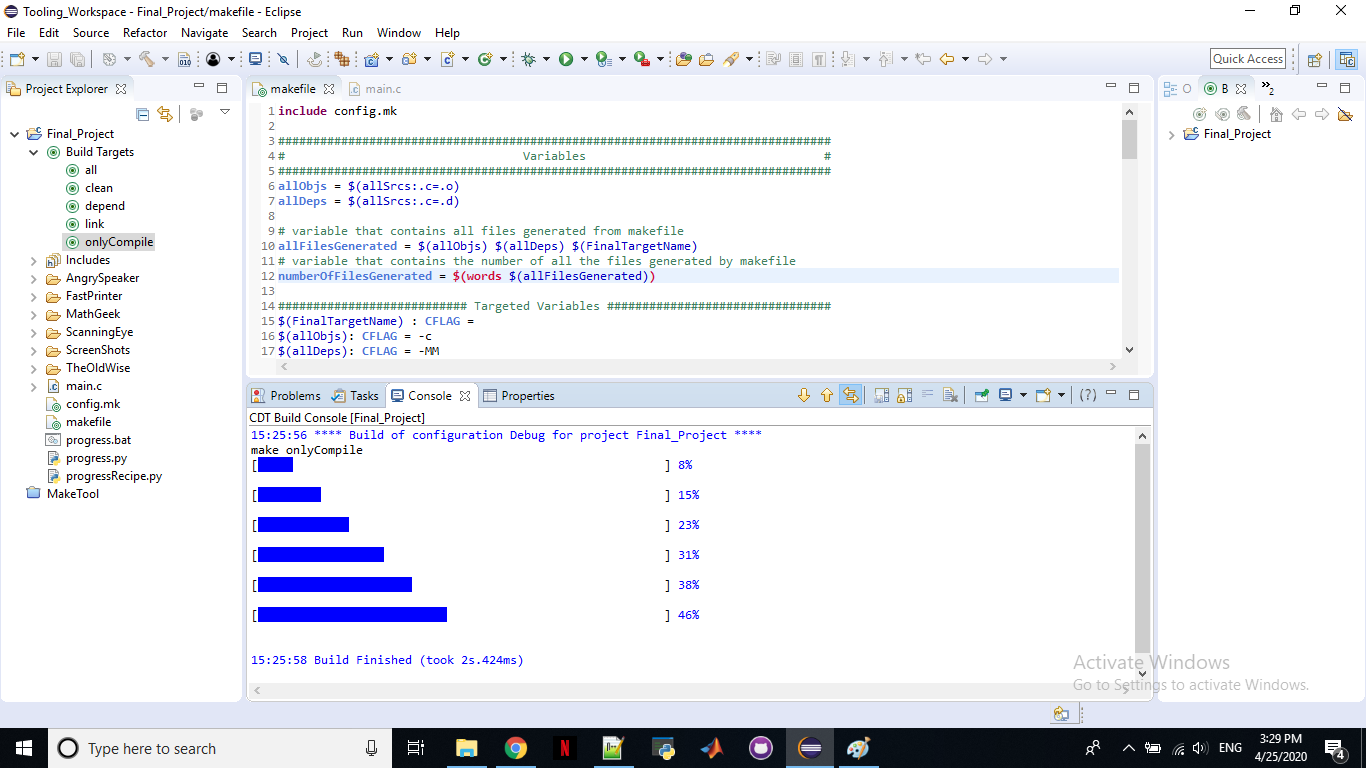 Tooling_Workspace - Final_Project/makefile - Eclipse
File Edit Source Refactor Navigate Search Project Run Window Help
Quick Access
Project Explorer
Final_Project
Build Targets
all
clean
depend
link
onlyCompile
Includes
AngrySpeaker
FastPrinter
MathGeek
ScanningEye
ScreenShots
TheOldWise
main.c
config.mk
makefile
progress.bat
progress.py
progressRecipe.py
MakeTool
makefile main.c
1 include config.mk
2
3 ###############################################################################
4 # Variables #
5 ###############################################################################
6 allObjs = $(allSrcs:.c=.o)
7 allDeps = $(allSrcs:.c=.d)
8
9 # variable that contains all files generated from makefile
10 allFilesGenerated = $(allObjs) $(allDeps) $(FinalTargetName)
11 # variable that contains the number of all the files generated by makefile
12 numberOfFilesGenerated = $(words $(allFilesGenerated))
13
14 ########################### Targeted Variables ################################
15 $(FinalTargetName) : CFLAG =
16 $(allObjs): CFLAG = -c
17 $(allDeps): CFLAG = -MM
O B »2
Final_Project
Problems Tasks Console Properties
CDT Build Console [Final_Project]
15:25:56 **** Build of configuration Debug for project Final_Project ****
make onlyCompile
[ ] 8%
[ ] 15%
[ ] 23%
[ ] 31%
[ ] 38%
[ ] 46%
15:25:58 Build Finished (took 2s.424ms)
Activate Windows
Go to Settings to activate Windows.
Type here to search
ENG
3:29 PM
4/25/2020
4